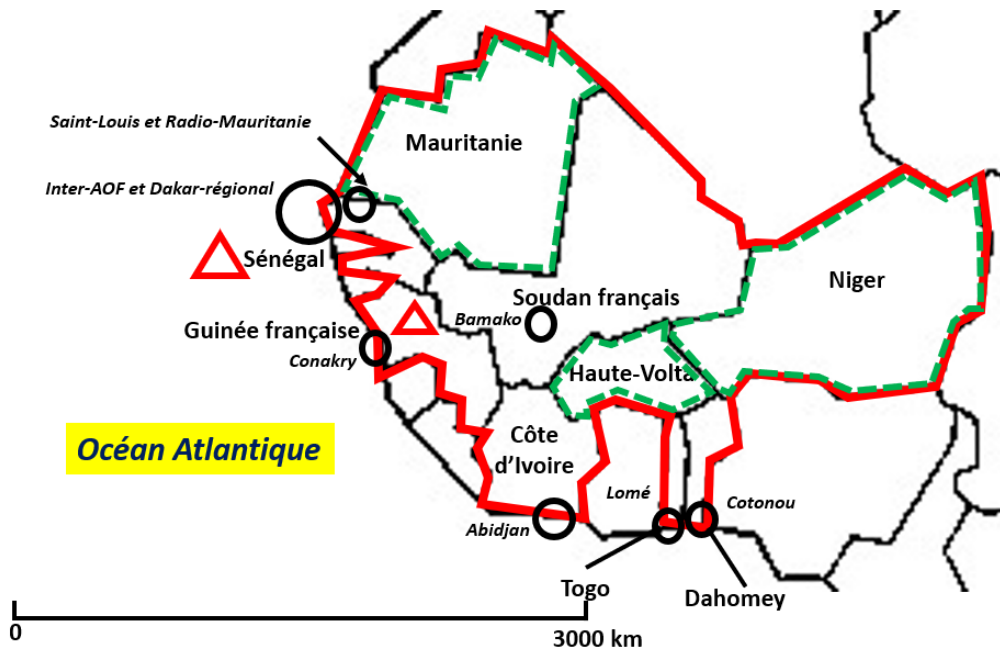 Saint-Louis et Radio-Mauritanie
Mauritanie
Inter-AOF et Dakar-régional
Sénégal
Niger
Soudan français
Bamako
Guinée française
Conakry
Haute-Volta
Océan Atlantique
Côte
d’Ivoire
Lomé
Cotonou
Abidjan
Togo
Dahomey
0
3000 km